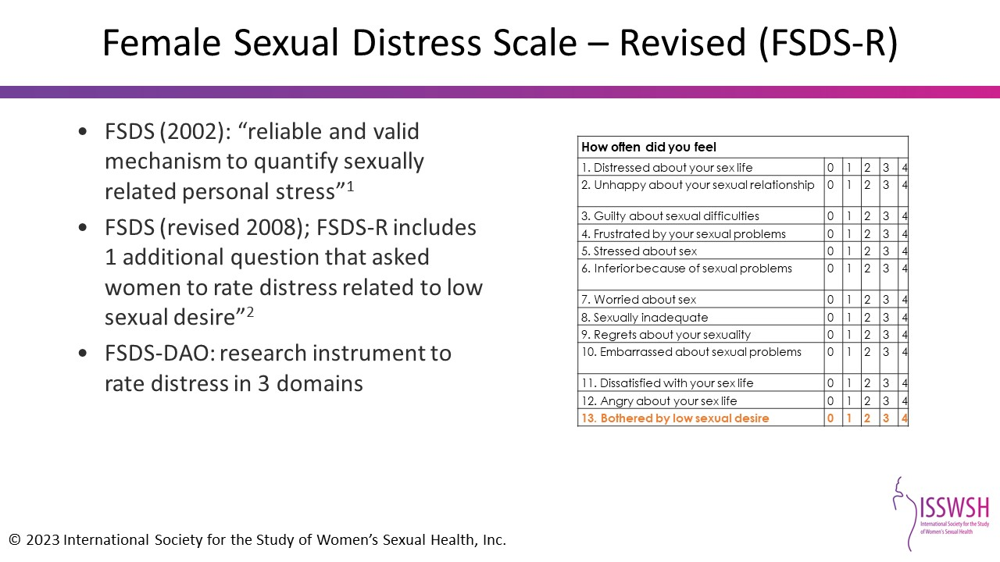 Female Sexual Distress Scale – Revised (FSDS-R)
• FSDS (2002): “reliable and valid
mechanism to quantify sexually
related personal stress”1
• FSDS (revised 2008); FSDS-R includes
1 additional question that asked
women to rate distress related to low
sexual desire”2
• FSDS-DAO: research instrument to
rate distress in 3 domains
How often did you feel
1. Distressed about your sex life 0 1 2 3 4
2. Unhappy about your sexual relationship 0 1 2 3 4
3. Guilty about sexual difficulties 0 1 2 3 4
4. Frustrated by your sexual problems 0 1 2 3 4
5. Stressed about sex 0 1 2 3 4
6. Inferior because of sexual problems 0 1 2 3 4
7. Worried about sex 0 1 2 3 4
8. Sexually inadequate 0 1 2 3 4
9. Regrets about your sexuality 0 1 2 3 4
10. Embarrassed about sexual problems 0 1 2 3 4
11. Dissatisfied with your sex life 0 1 2 3 4
12. Angry about your sex life 0 1 2 3 4
13. Bothered by low sexual desire 0 1 2 3 4
ISSWSH
International Society for the Study
of Women's Sexual Health
© 2023 International Society for the Study of Women’s Sexual Health, Inc.